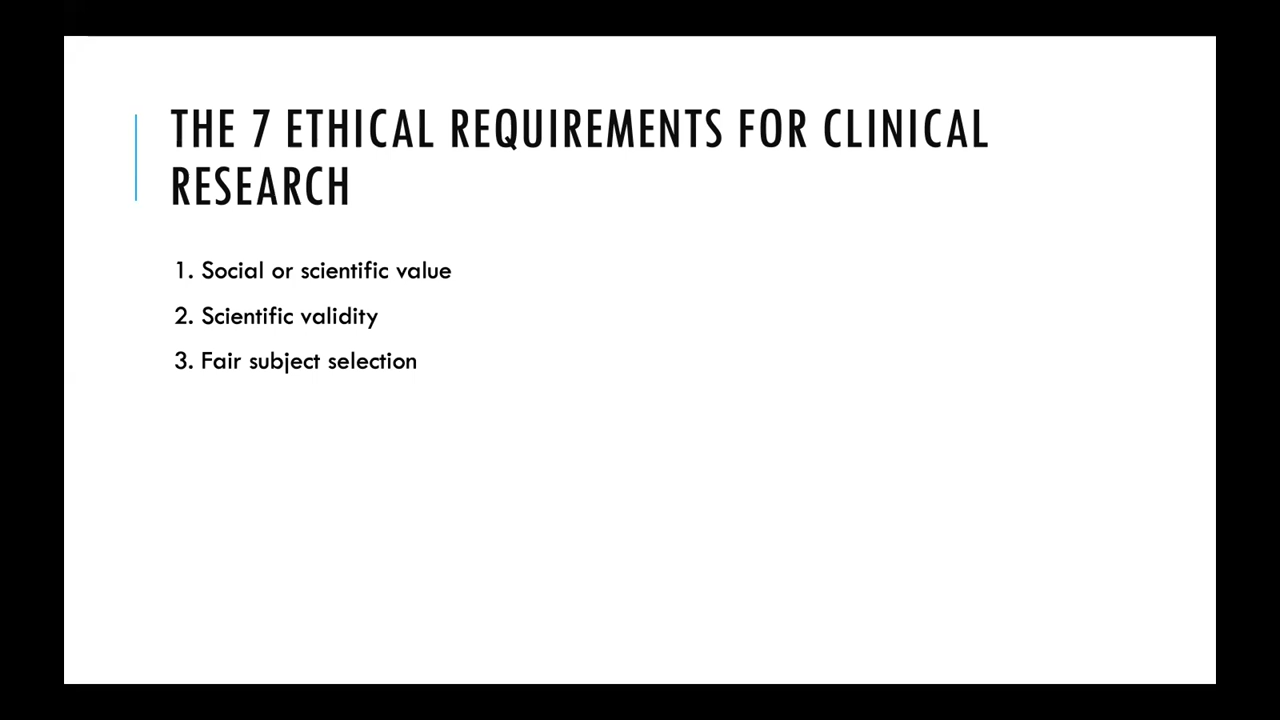 THE 7 ETHICAL REQUIREMENTS FOR CLINICAL
RESEARCH
1. Social or scientific value
2. Scientific validity
3. Fair subject selection